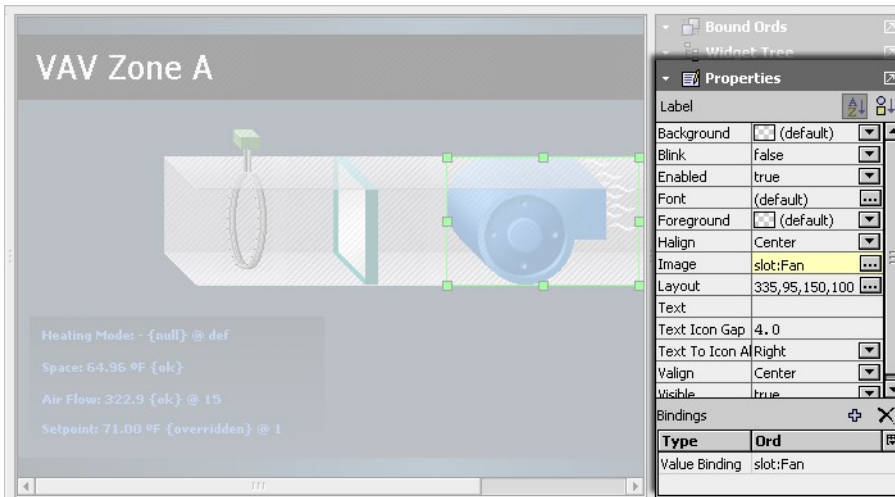 VAV Zone A
Heating Mode: - {null} @ def
Space: 64.96 ºF {ok}
Air Flow: 322.9 {ok} @ 15
Setpoint: 71.00 ºF {overridden} @ 1
Bound Ords
Widget Tree
Properties
Label
Background (default)
Blink false
Enabled true
Font (default)
Foreground (default)
Halign Center
Image slot:Fan
Layout 335,95,150,100
Text
Text Icon Gap 4.0
Text To Icon Al Right
Valign Center
Visible true
Bindings
Type Ord
Value Binding slot:Fan